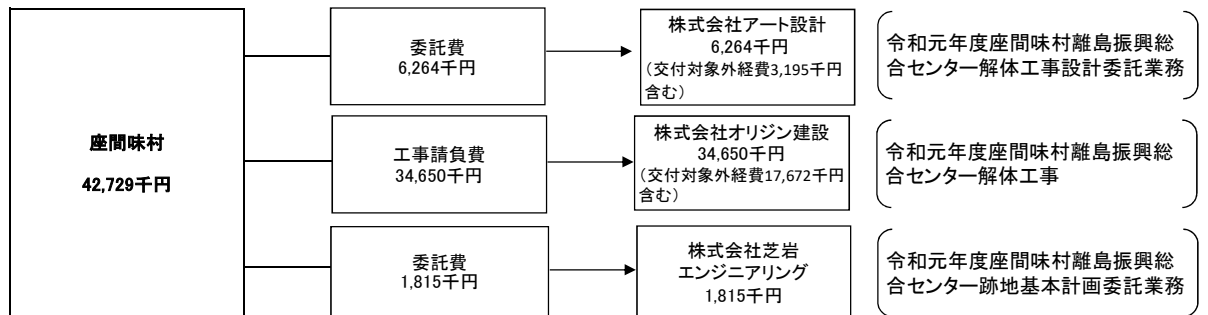 座間味村
42,729千円
委託費
6,264千円
株式会社アート設計
6,264千円
（交付対象外経費3,195千円
含む）
令和元年度座間味村離島振興総
合センター解体工事設計委託業務
工事請負費
34,650千円
株式会社オリジン建設
34,650千円
（交付対象外経費17,672千円
含む）
令和元年度座間味村離島振興総
合センター解体工事
委託費
1,815千円
株式会社芝岩
エンジニアリング
1,815千円
令和元年度座間味村離島振興総
合センター跡地基本計画委託業務